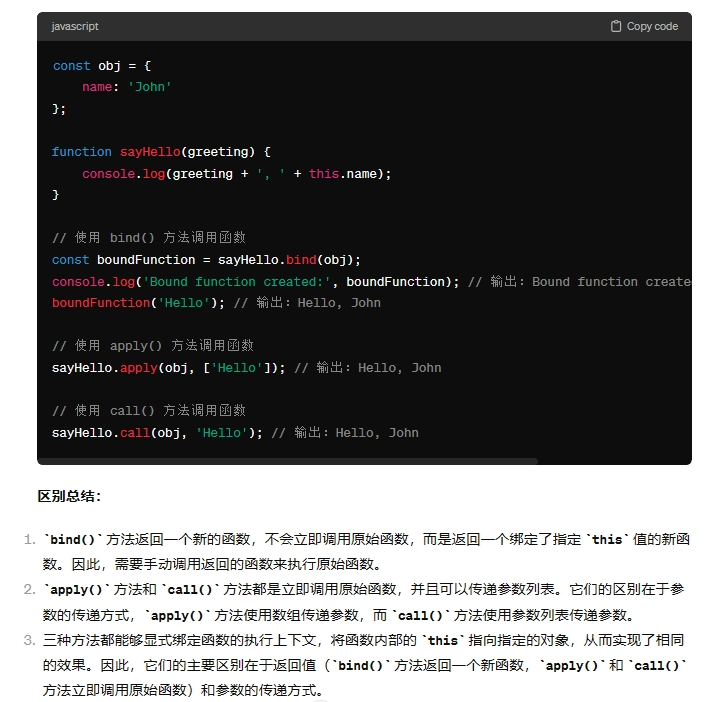 javascript Copy code
const obj = {
    name: 'John'
};
function sayHello(greeting) {
    console.log(greeting + ', ' + this.name);
}
// 使用 bind() 方法调用函数
const boundFunction = sayHello.bind(obj);
console.log('Bound function created:', boundFunction); // 输出：Bound function create
boundFunction('Hello'); // 输出：Hello, John
// 使用 apply() 方法调用函数
sayHello.apply(obj, ['Hello']); // 输出：Hello, John
// 使用 call() 方法调用函数
sayHello.call(obj, 'Hello'); // 输出：Hello, John
区别总结：
1. `bind()`方法返回一个新的函数，不会立即调用原始函数，而是返回一个绑定了指定`this`值的新函
数。因此，需要手动调用返回的函数来执行原始函数。
2. `apply()`方法和`call()`方法都是立即调用原始函数，并且可以传递参数列表。它们的区别在于参
数的传递方式，`apply()`方法使用数组传递参数，而`call()`方法使用参数列表传递参数。
3. 三种方法都能够显式绑定函数的执行上下文，将函数内部的`this`指向指定的对象，从而实现了相同
的效果。因此，它们的主要区别在于返回值（`bind()`方法返回一个新函数，`apply()`和`call()`
方法立即调用原始函数）和参数的传递方式。